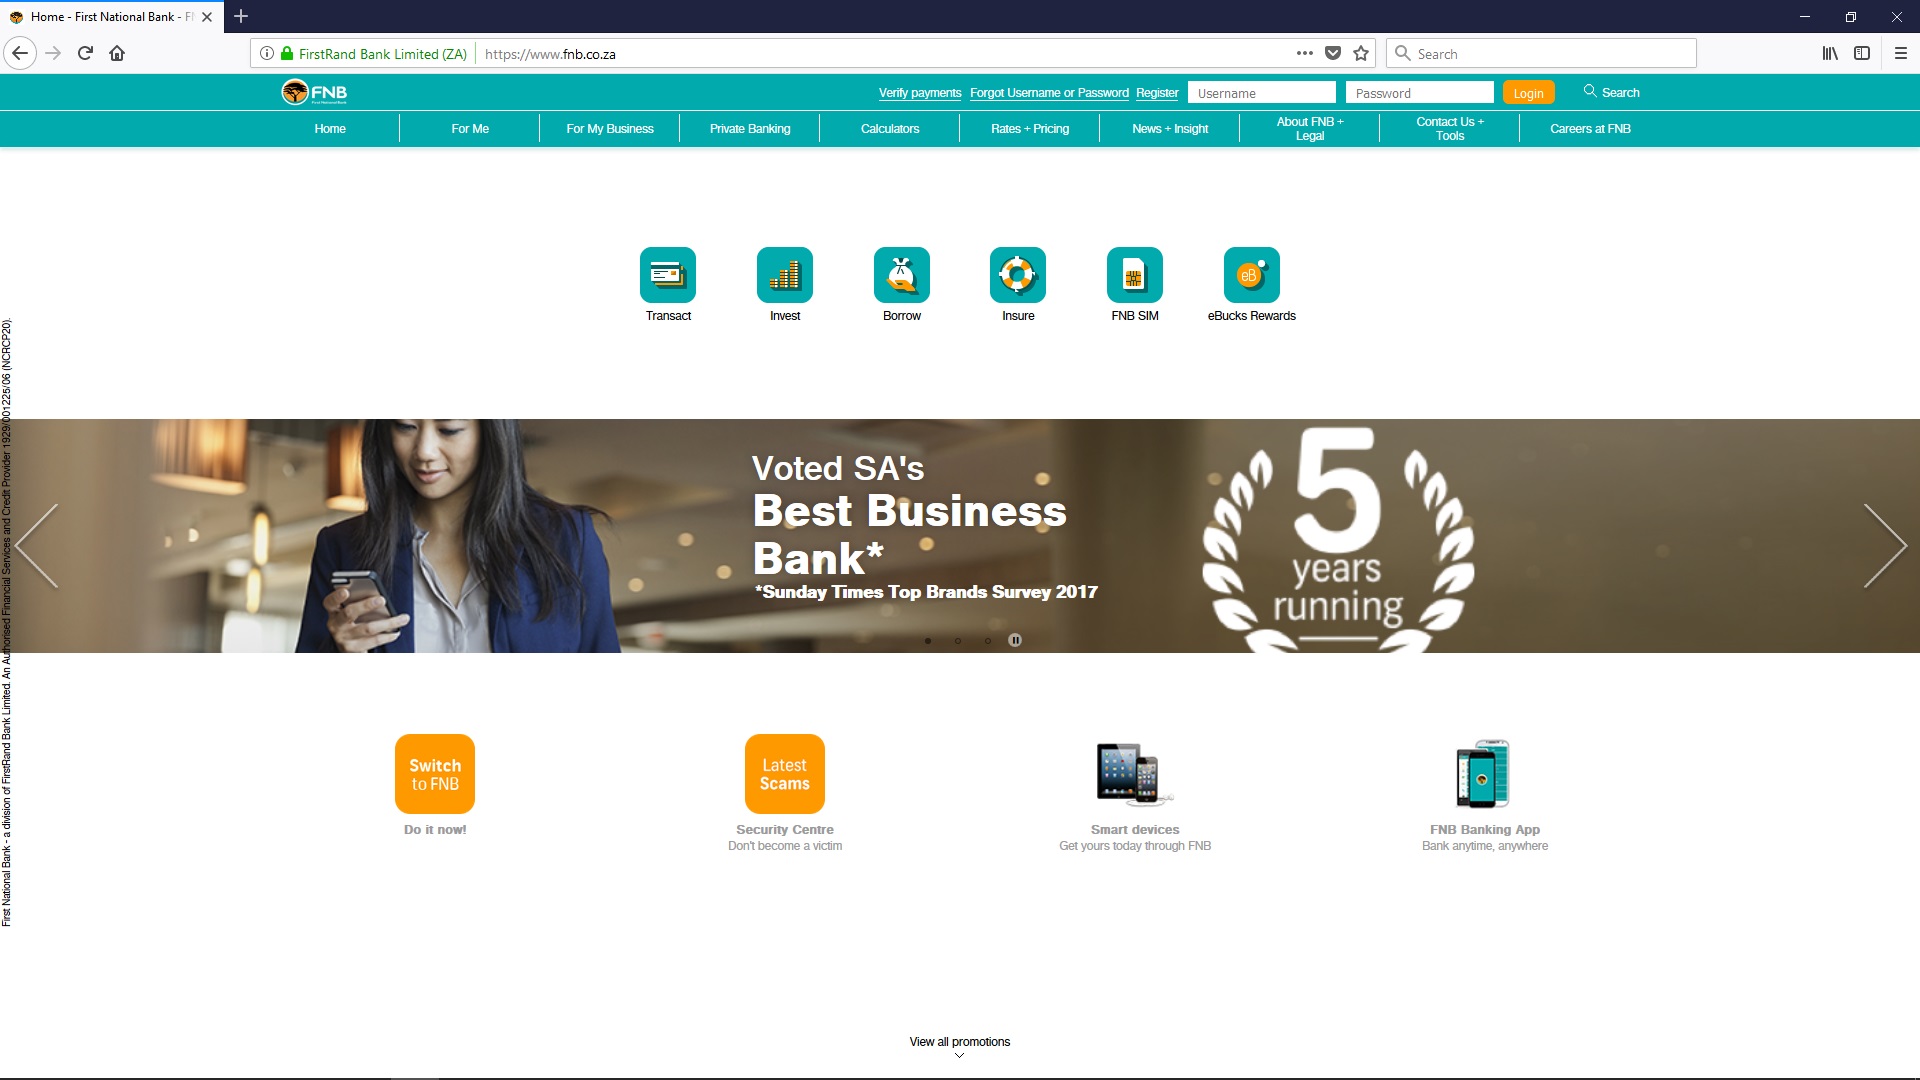 Home - First National Bank - FN
FirstRand Bank Limited (ZA)
https://www.fnb.co.za
Search
FNB
First National Bank
Verify payments
Forgot Username or Password
Register
Username
Password
Login
Search
Home
For Me
For My Business
Private Banking
Calculators
Rates + Pricing
News + Insight
About FNB +
Legal
Contact Us +
Tools
Careers at FNB
Transact
Invest
Borrow
Insure
FNB SIM
eB
eBucks Rewards
First National Bank - a division of FirstRand Bank Limited. An Authorised Financial Services and Credit Provider 1929/001225/06 (NCRCP20).
Voted SA's
Best Business
Bank*
*Sunday Times Top Brands Survey 2017
5
years
running
Switch
to FNB
Do it now!
Latest
Scams
Security Centre
Don't become a victim
Smart devices
Get yours today through FNB
FNB Banking App
Bank anytime, anywhere
View all promotions